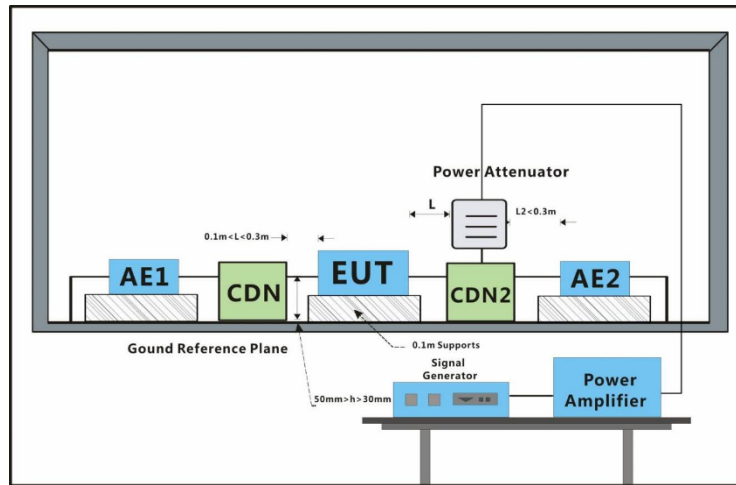 Power Attenuator
L
L2<0.3m
0.1m<L<0.3m
AE1
CDN
EUT
CDN2
AE2
Gound Reference Plane
0.1m Supports
50mm>h>30mm
Signal
Generator
Power
Amplifier